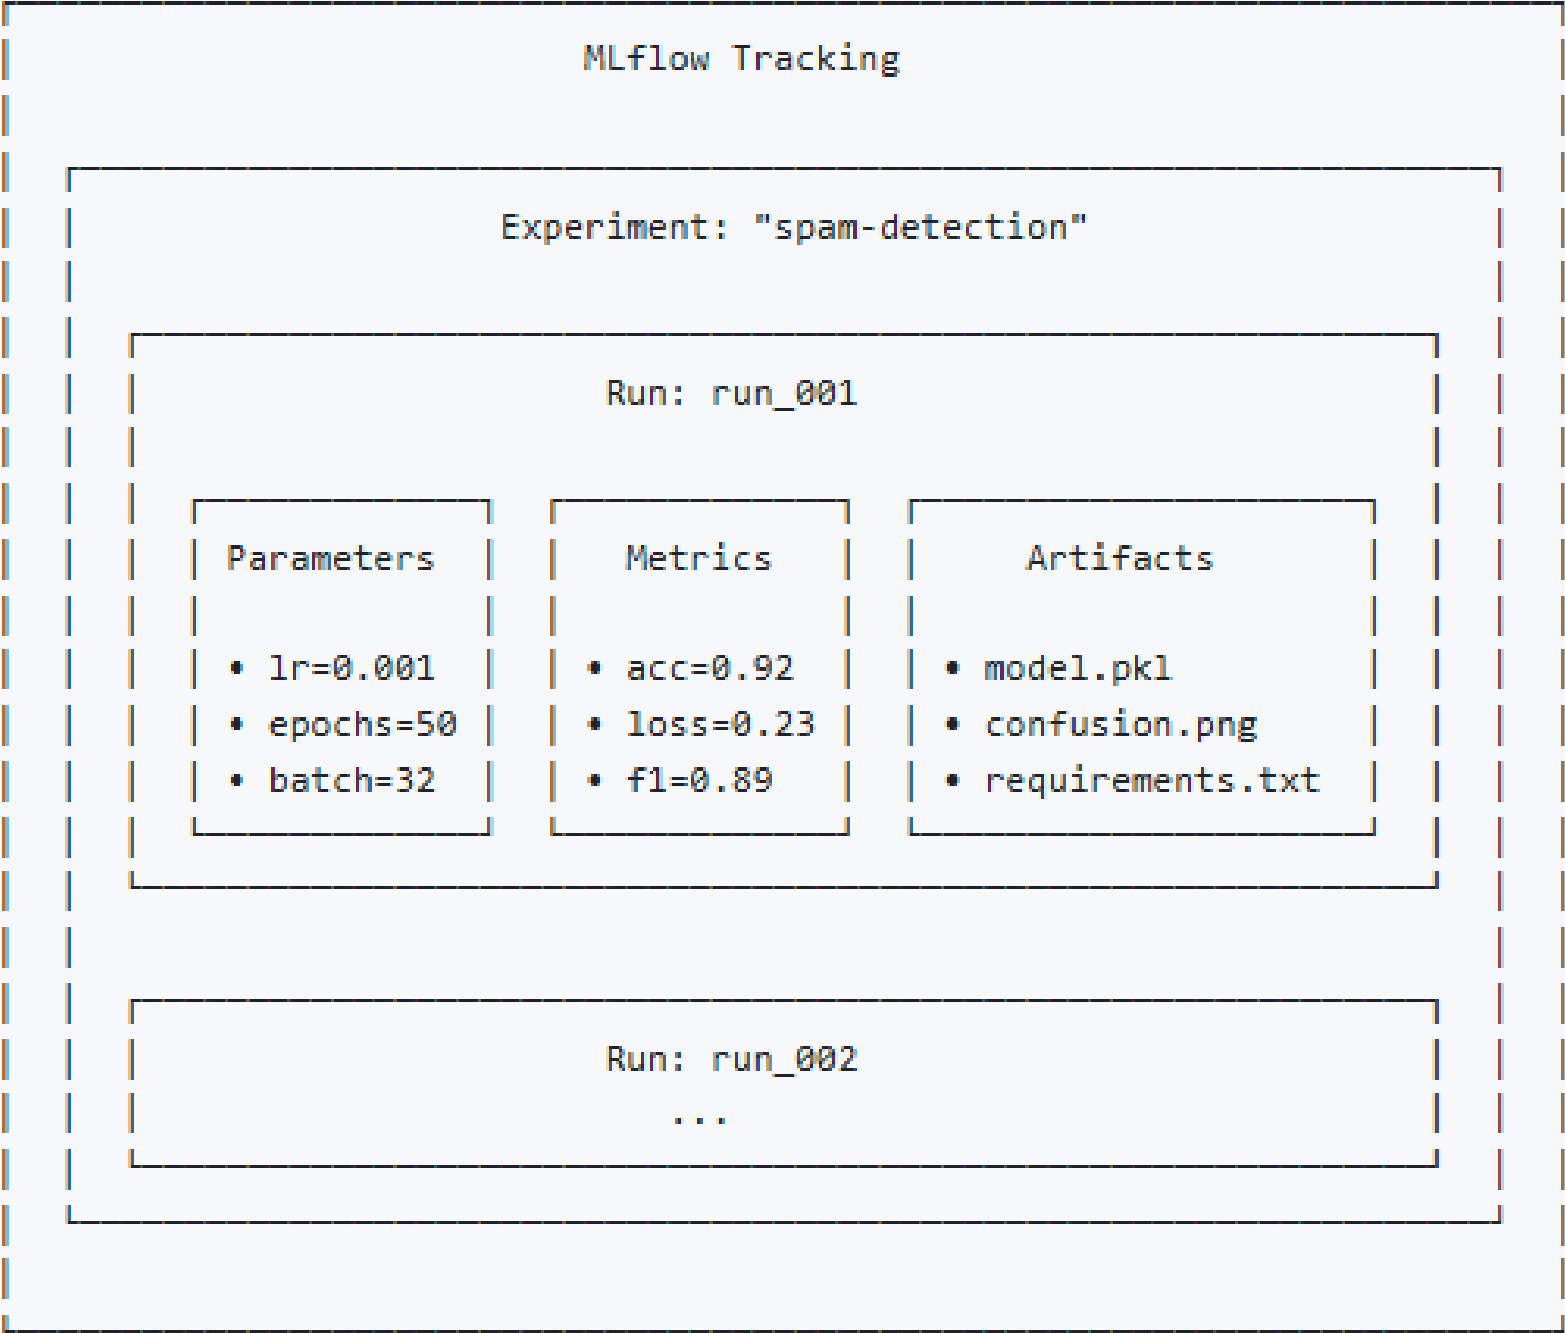 MLflow Tracking
Experiment: "spam-detection"
Run: run_001
Parameters Metrics Artifacts
• lr=0.001 • acc=0.92 • model.pkl
• epochs=50 • loss=0.23 • confusion.png
• batch=32 • f1=0.89 • requirements.txt
Run: run_002
...